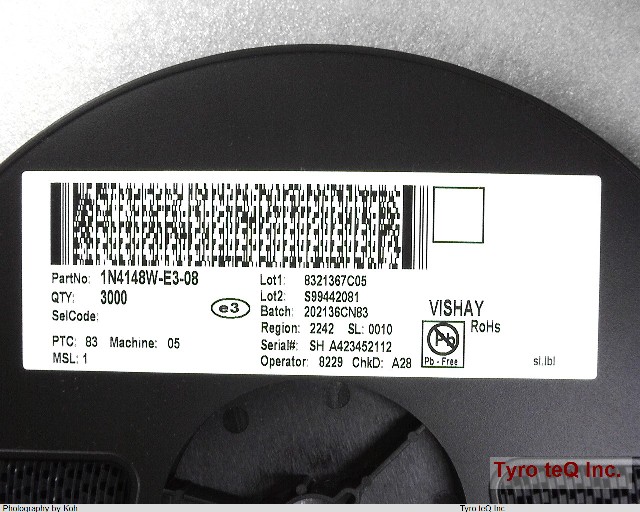 PartNo: 1N4148W-E3-08
QTY: 3000
SelCode:
e3
PTC: 83 Machine: 05
MSL: 1
Lot1: 8321367C05
Lot2: S99442081
Batch: 202136CN83
Region: 2242 SL: 0010
Serial#: SH A423452112
Operator: 8229 ChkD: A28
VISHAY
RoHs
Pb
Pb - Free
si.lbl
Tyro teQ Inc.
Photography by Koh
Tyro teQ Inc